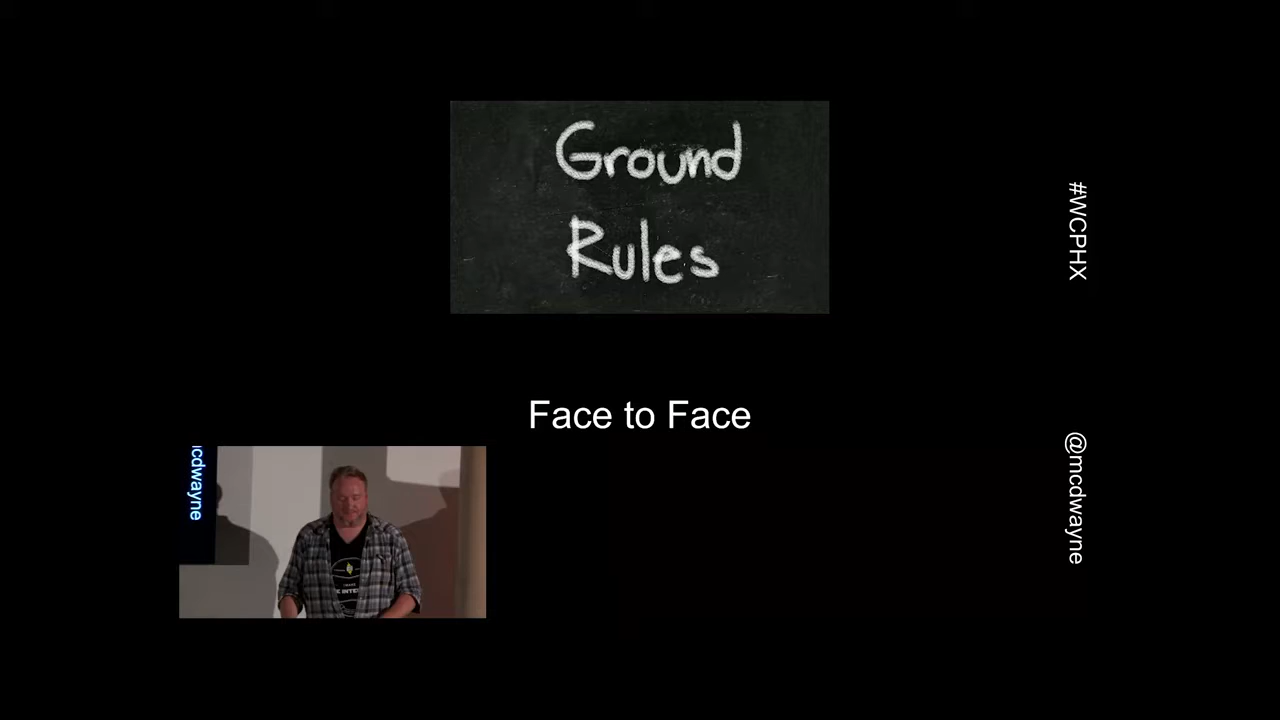 Ground
Rules
#WCPHX
Face to Face
@mcdwayne
cdwayne